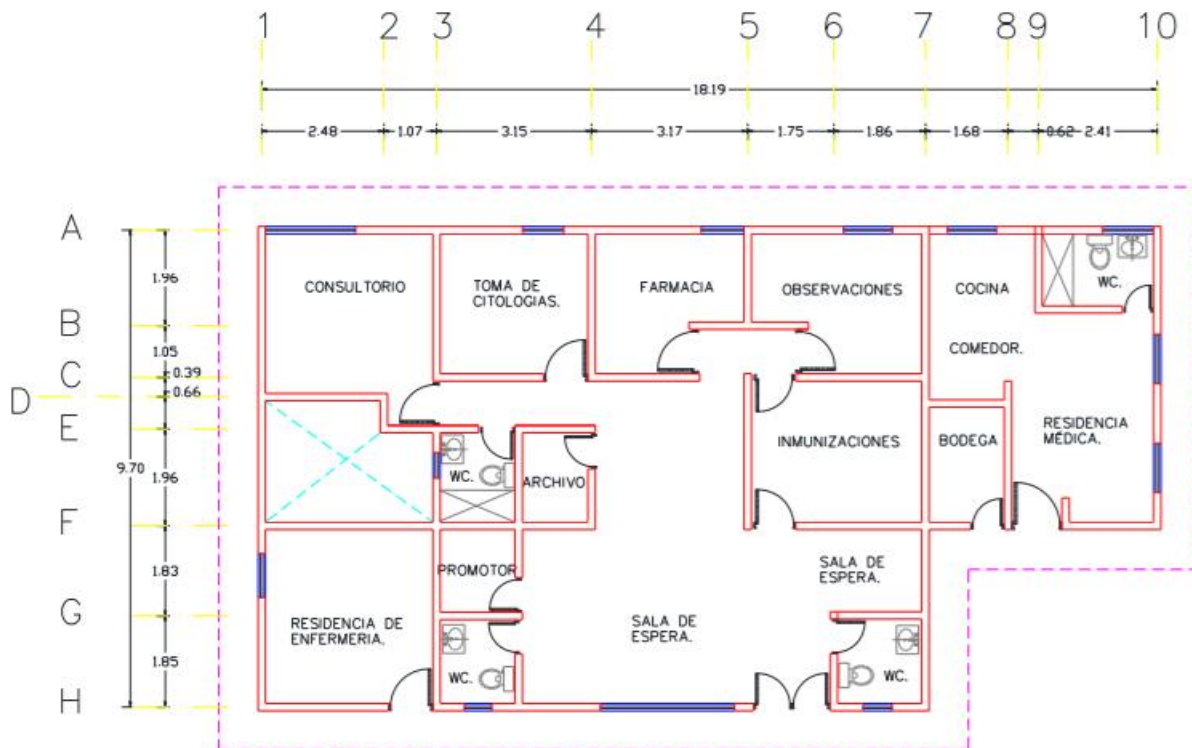 1 2 3 4 5 6 7 8 9 10
18.19
2.48 1.07 3.15 3.17 1.75 1.86 1.68 0.62 2.41
A
B
C
D
E
F
G
H
9.70
1.96
1.05
0.39
0.66
1.96
1.83
1.85
CONSULTORIO
TOMA DE
CITOLOGIAS.
FARMACIA
OBSERVACIONES
COCINA
WC.
COMEDOR.
RESIDENCIA
MÉDICA.
INMUNIZACIONES
BODEGA
WC.
ARCHIVO
PROMOTOR
SALA DE
ESPERA.
RESIDENCIA DE
ENFERMERIA.
SALA DE
ESPERA.
WC.
WC.